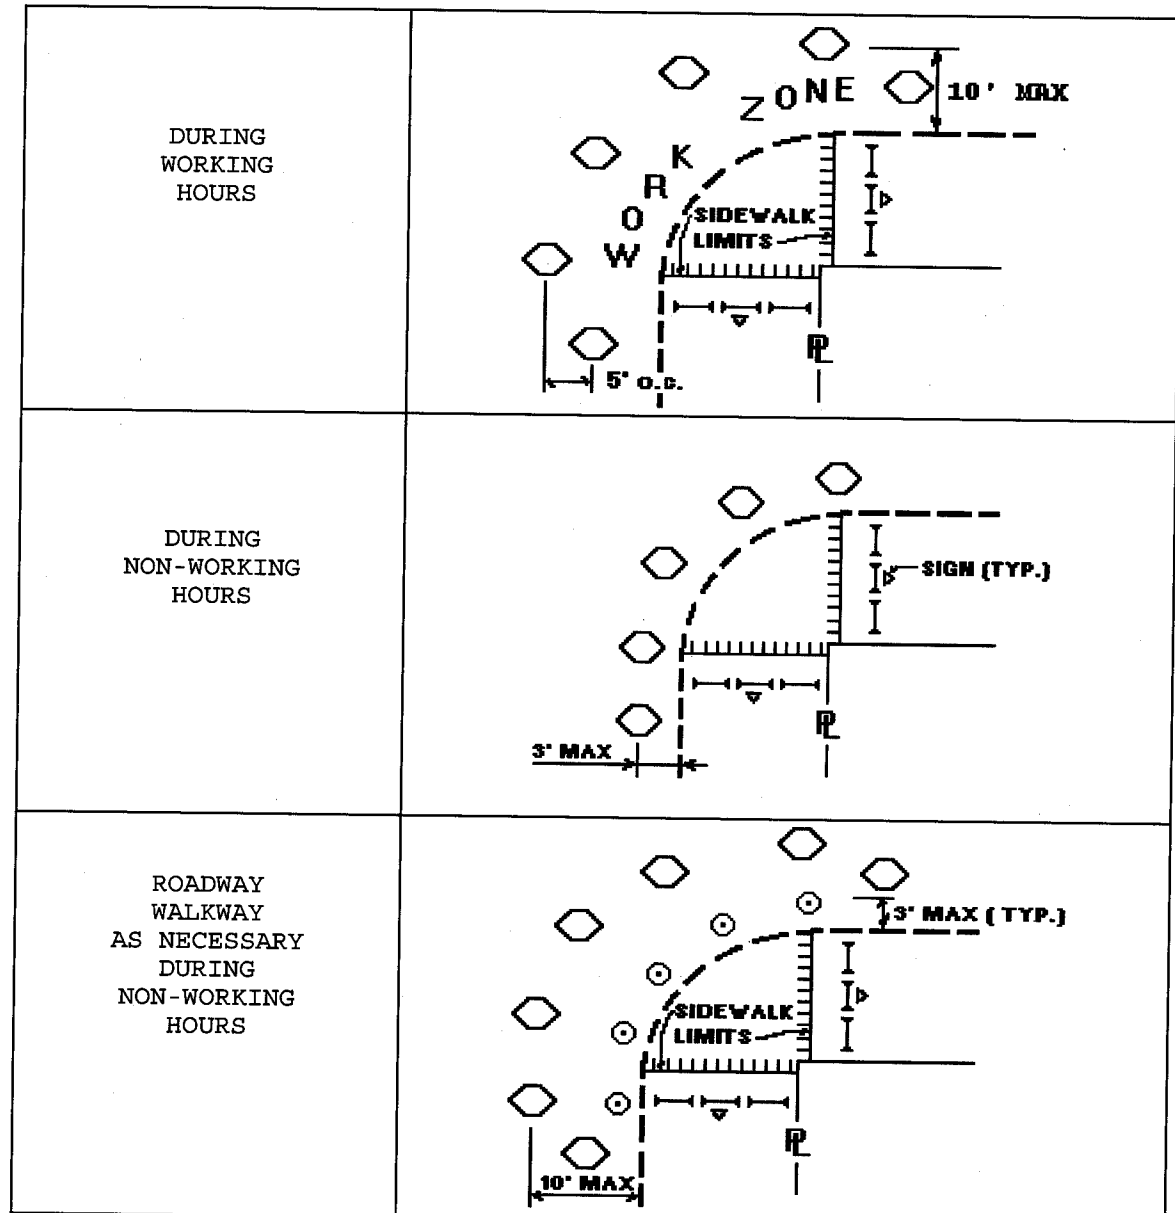 DURING
WORKING
HOURS
ZONE
10' MAX
WORK
SIDEWALK
LIMITS
PL
5' O.C.
DURING
NON-WORKING
HOURS
SIGN (TYP.)
PL
3' MAX
ROADWAY
WALKWAY
AS NECESSARY
DURING
NON-WORKING
HOURS
3' MAX ( TYP.)
SIDEWALK
LIMITS
PL
10' MAX